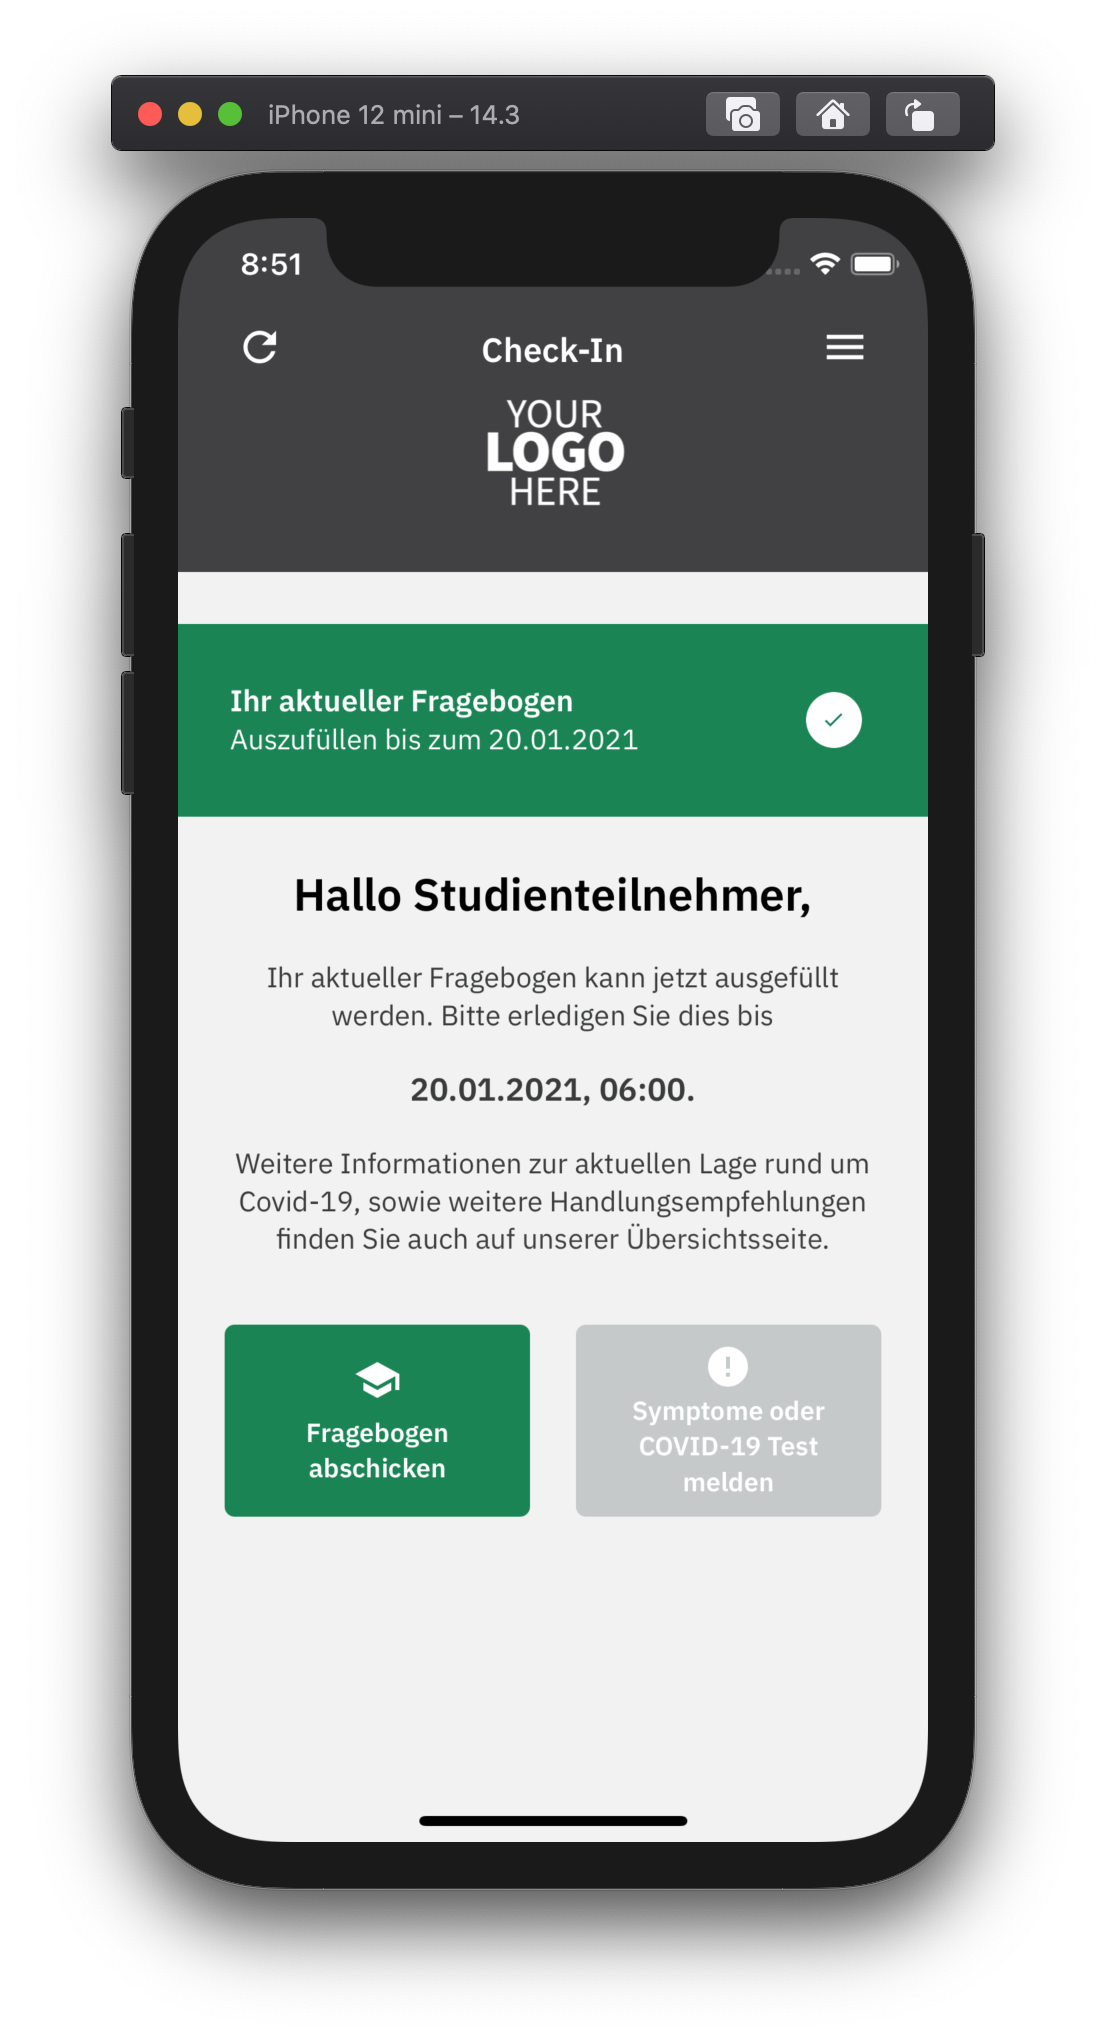 iPhone 12 mini – 14.3
8:51
Check-In
YOUR
LOGO
HERE
Ihr aktueller Fragebogen
Auszufüllen bis zum 20.01.2021
Hallo Studienteilnehmer,
Ihr aktueller Fragebogen kann jetzt ausgefüllt
werden. Bitte erledigen Sie dies bis
20.01.2021, 06:00.
Weitere Informationen zur aktuellen Lage rund um
Covid-19, sowie weitere Handlungsempfehlungen
finden Sie auch auf unserer Übersichtsseite.
Fragebogen
abschicken
Symptome oder
COVID-19 Test
melden